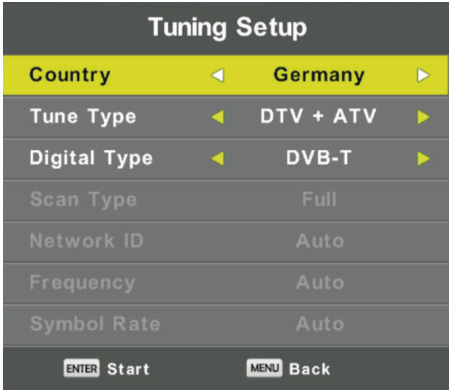 Tuning Setup
Country Germany
Tune Type DTV + ATV
Digital Type DVB-T
Scan Type Full
Network ID Auto
Frequency Auto
Symbol Rate Auto
ENTER Start MENU Back